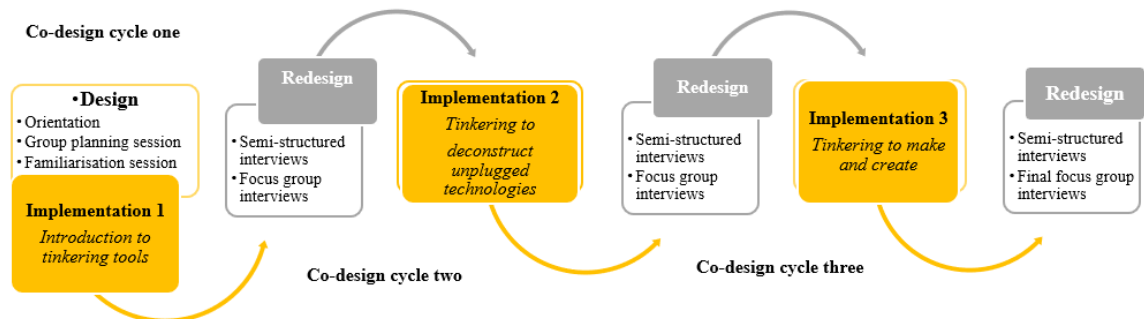 Co-design cycle one
•Design
•Orientation
•Group planning session
•Familiarisation session
Implementation 1
Introduction to
tinkering tools
Redesign
•Semi-structured
interviews
•Focus group
interviews
Implementation 2
Tinkering to
deconstruct
unplugged
technologies
Co-design cycle two
Redesign
•Semi-structured
interviews
•Focus group
interviews
Implementation 3
Tinkering to make
and create
Co-design cycle three
Redesign
•Semi-structured
interviews
•Final focus group
interviews